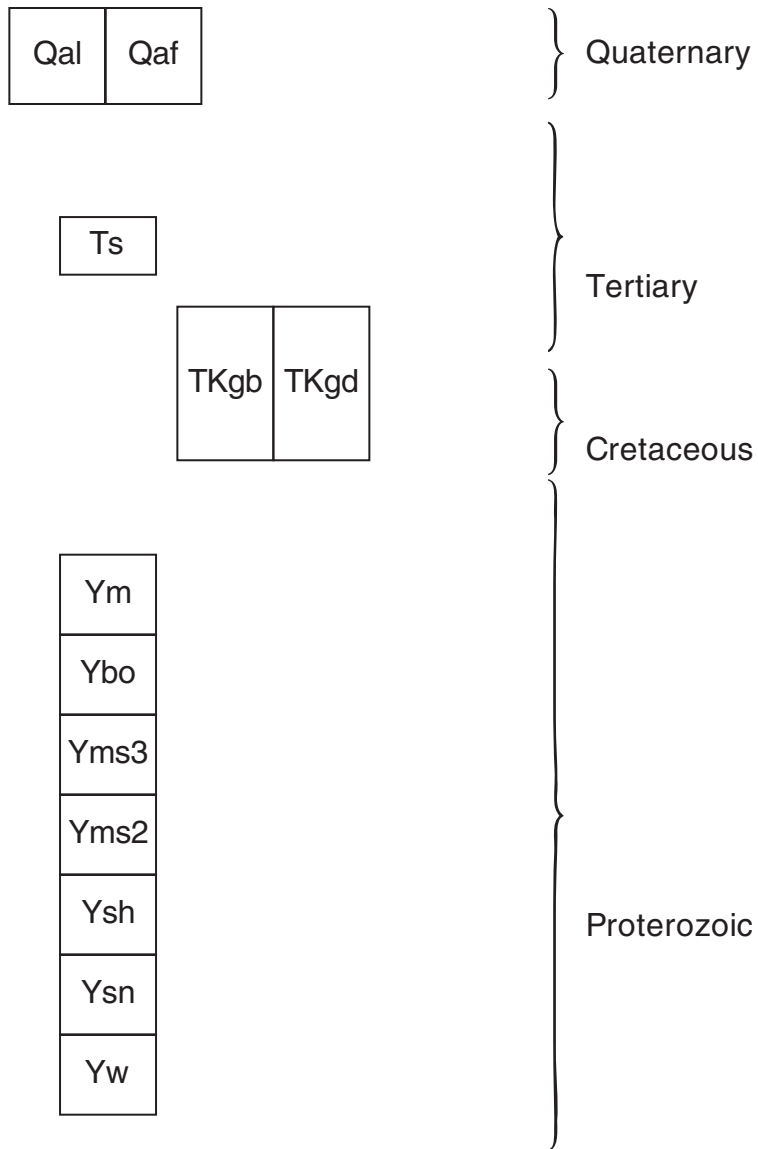 Qal Qaf Quaternary
Ts
Tertiary
TKgb TKgd
Cretaceous
Ym
Ybo
Yms3
Yms2
Ysh
Proterozoic
Ysn
Yw